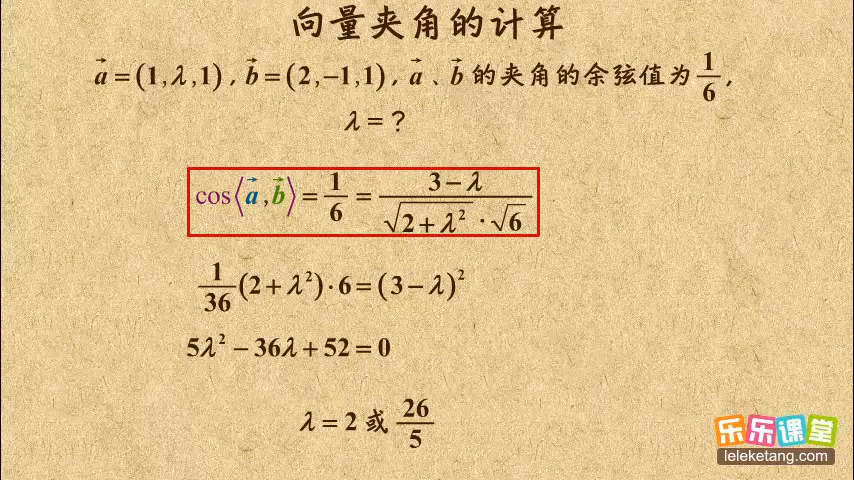 向量夹角的计算
a⃗ = (1,λ,1) , b⃗ = (2,−1,1), a⃗ 、b⃗ 的夹角的余弦值为 1/6 ,
λ = ?
cos⟨a⃗,b⃗⟩ = 1/6 = (3−λ)/(√(2+λ²)·√6)
1/36 (2+λ²)·6 = (3−λ)²
5λ² − 36λ + 52 = 0
λ = 2 或 26/5
乐乐课堂
leleketang.com